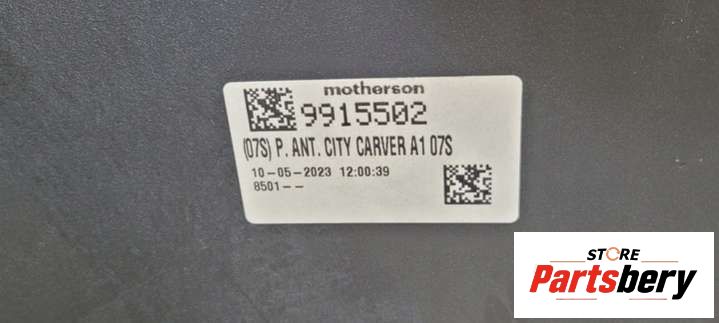 motherson
9915502
(07S) P. ANT. CITY CARVER A1 07S
10-05-2023 12:00:39
8501--
STORE
Partsbery